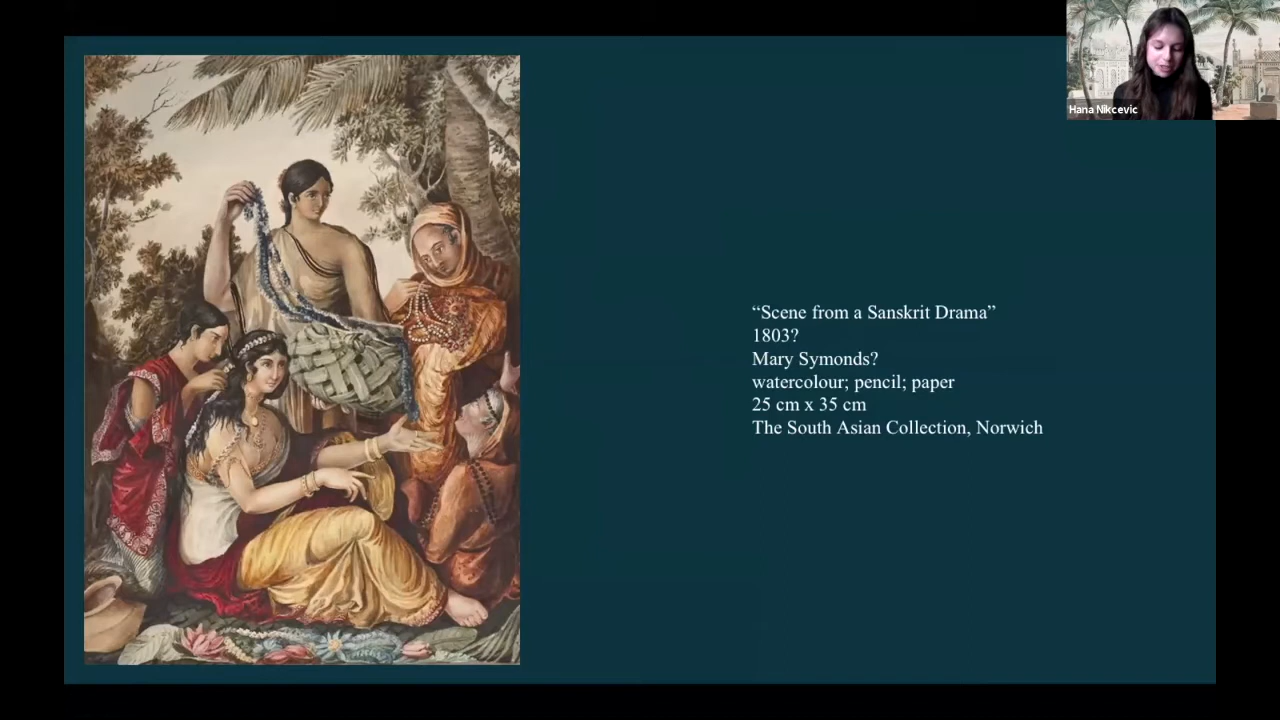 Hana Nikcevic
“Scene from a Sanskrit Drama”
1803?
Mary Symonds?
watercolour; pencil; paper
25 cm x 35 cm
The South Asian Collection, Norwich